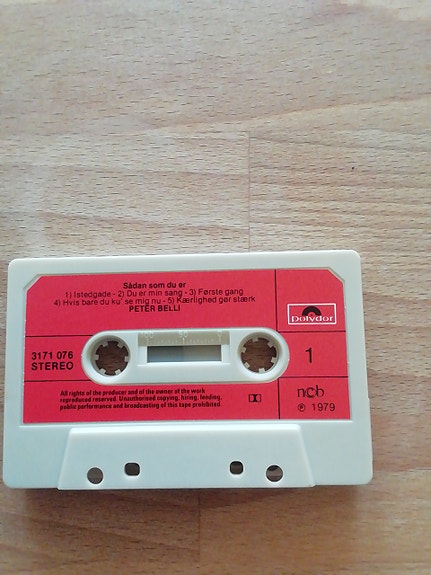 Sådan som du er
1) Istedgade - 2) Du er min sang - 3) Første gang
4) Hvis bare du ku' se mig nu - 5) Kærlighed gør stærk
PETER BELLI
Polydor
3171 076
STEREO
1
All rights of the producer and of the owner of the work
reproduced reserved. Unauthorised copying, hiring, lending,
public performance and broadcasting of this tape prohibited.
ncb
℗ 1979